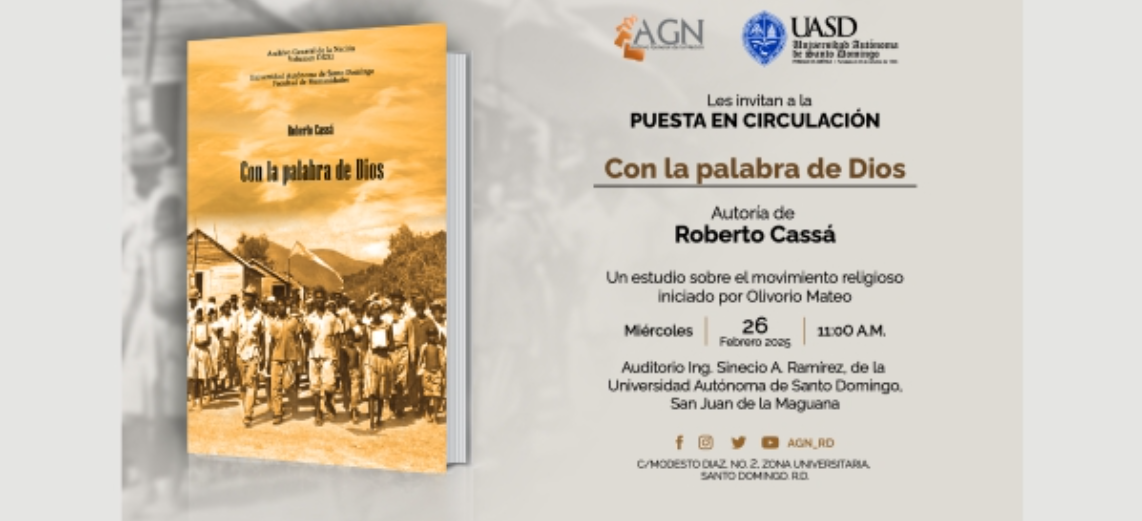 Archivo General de la Nación
Universidad Autónoma de Santo Domingo
Facultad de Humanidades
Roberto Cassá
Con la palabra de Dios
AGN
UASD
Universidad Autónoma
de Santo Domingo
Les invitan a la
PUESTA EN CIRCULACIÓN
Con la palabra de Dios
Autoría de
Roberto Cassá
Un estudio sobre el movimiento religioso
iniciado por Olivorio Mateo
Miércoles
26
Febrero 2025
11:00 A.M.
Auditorio Ing. Sinecio A. Ramírez, de la
Universidad Autónoma de Santo Domingo,
San Juan de la Maguana
AGN_RD
C/MODESTO DIAZ, NO. 2, ZONA UNIVERSITARIA,
SANTO DOMINGO. R.D.